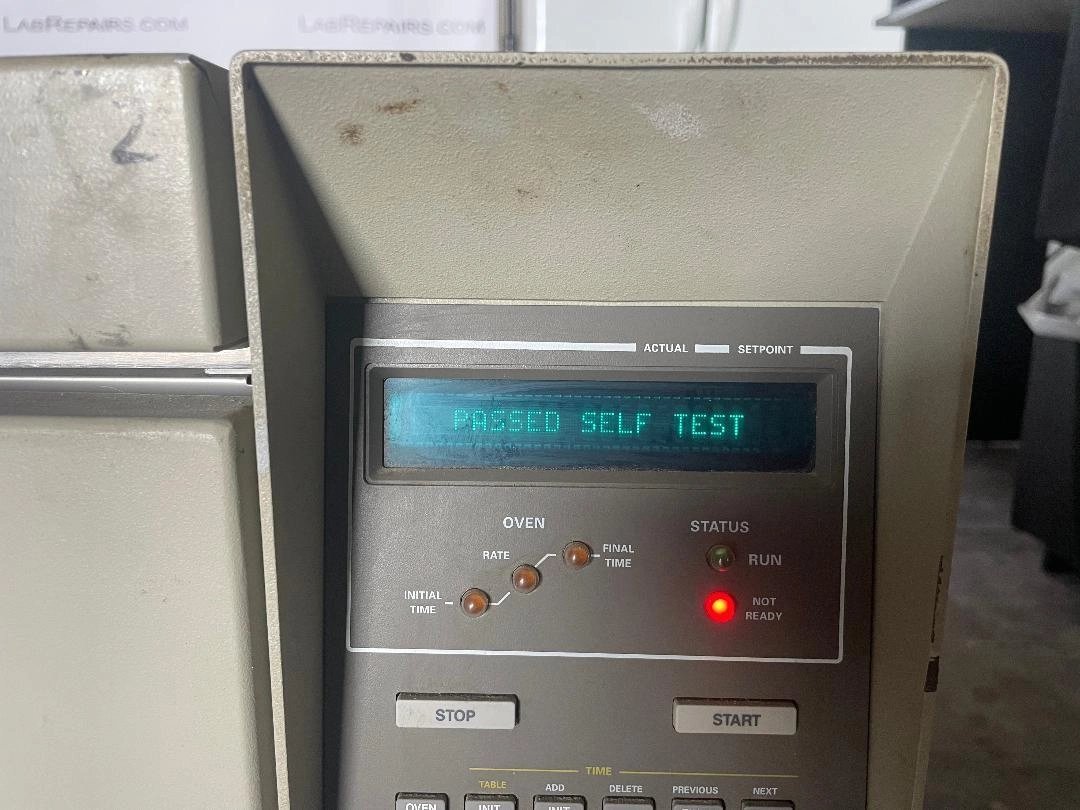 LabRepairs.com LabRepairs.com
ACTUAL SETPOINT
PASSED SELF TEST
OVEN
STATUS
RATE
FINAL
TIME
RUN
INITIAL
TIME
NOT
READY
STOP
START
TIME
TABLE ADD DELETE PREVIOUS NEXT
OVEN INIT INIT